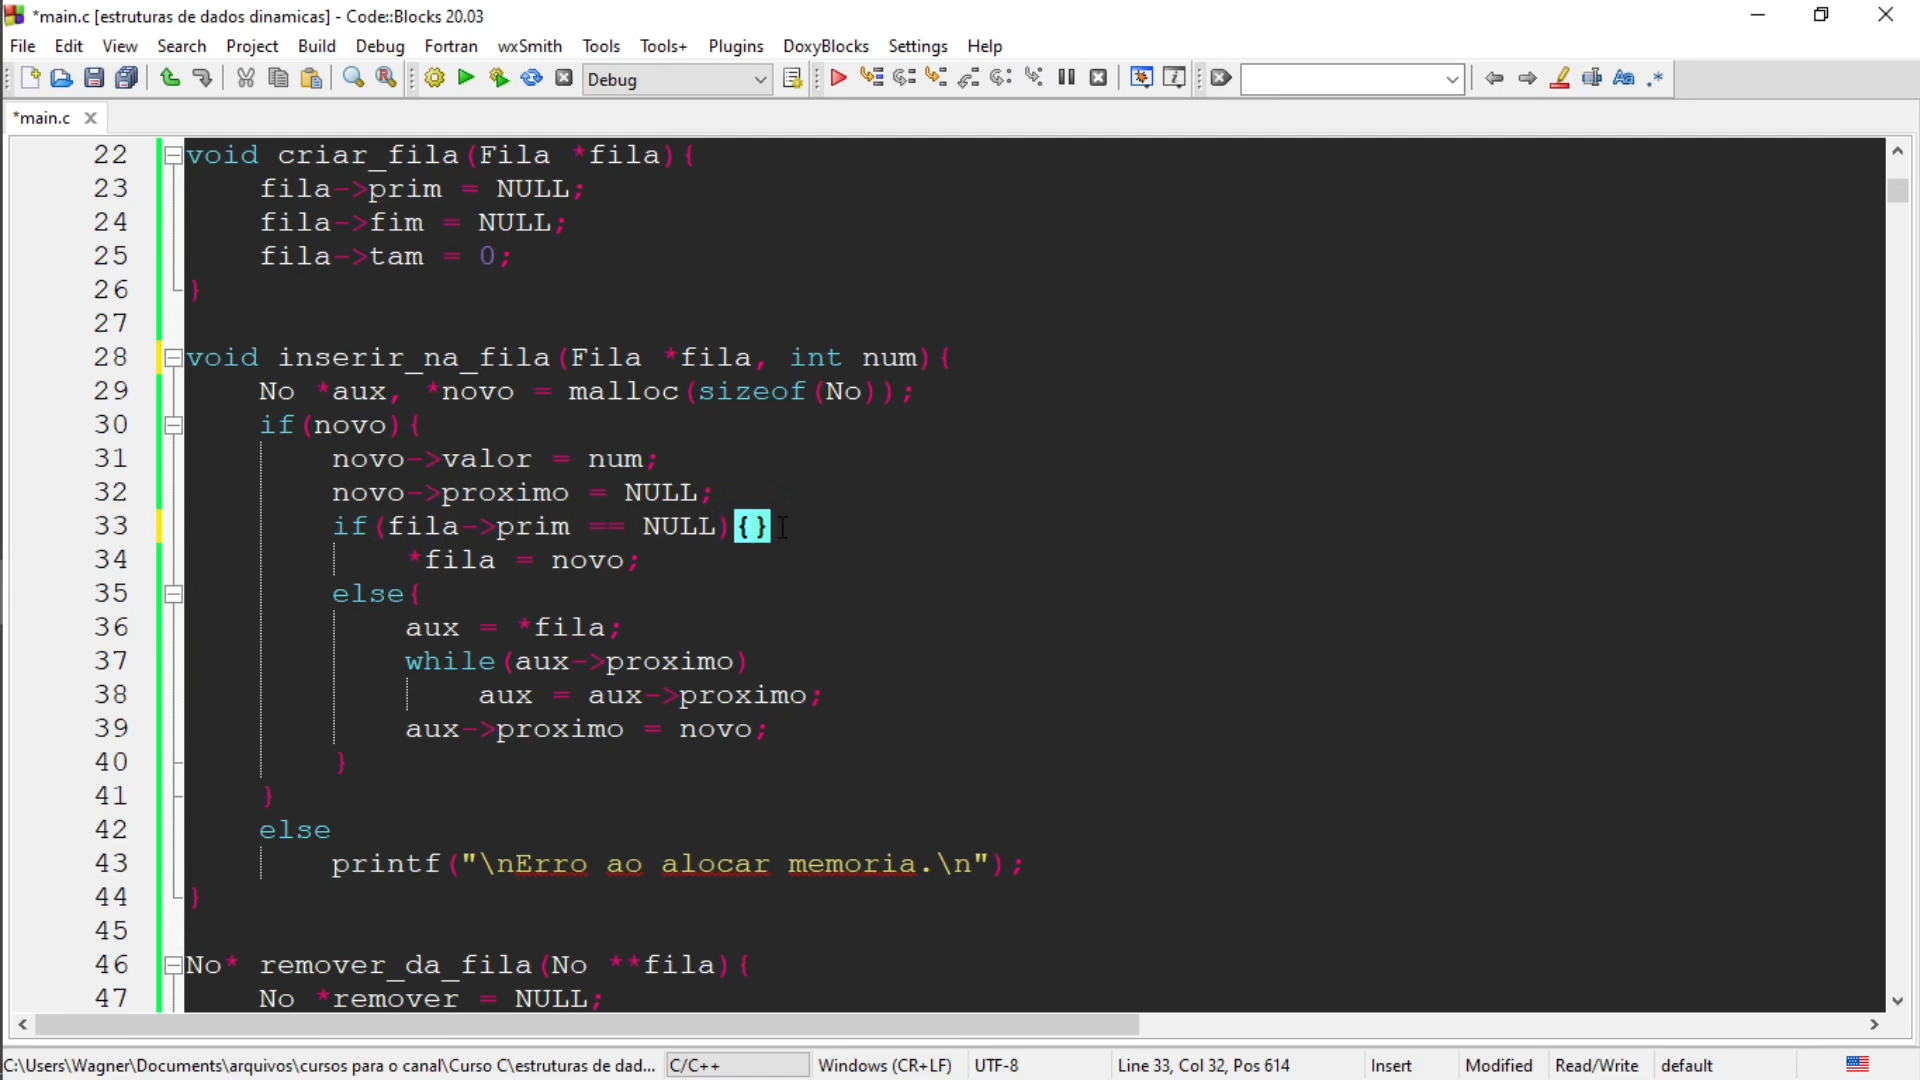 *main.c [estruturas de dados dinamicas] - Code::Blocks 20.03
File Edit View Search Project Build Debug Fortran wxSmith Tools Tools+ Plugins DoxyBlocks Settings Help
Debug
*main.c
22 void criar_fila(Fila *fila){
23 fila->prim = NULL;
24 fila->fim = NULL;
25 fila->tam = 0;
26 }
27
28 void inserir_na_fila(Fila *fila, int num){
29 No *aux, *novo = malloc(sizeof(No));
30 if(novo){
31 novo->valor = num;
32 novo->proximo = NULL;
33 if(fila->prim == NULL){}
34 *fila = novo;
35 else{
36 aux = *fila;
37 while(aux->proximo)
38 aux = aux->proximo;
39 aux->proximo = novo;
40 }
41 }
42 else
43 printf("\nErro ao alocar memoria.\n");
44 }
45
46 No* remover_da_fila(No **fila){
47 No *remover = NULL;
C:\Users\Wagner\Documents\arquivos\cursos para o canal\Curso C\estruturas de dad... C/C++ Windows (CR+LF) UTF-8 Line 33, Col 32, Pos 614 Insert Modified Read/Write default